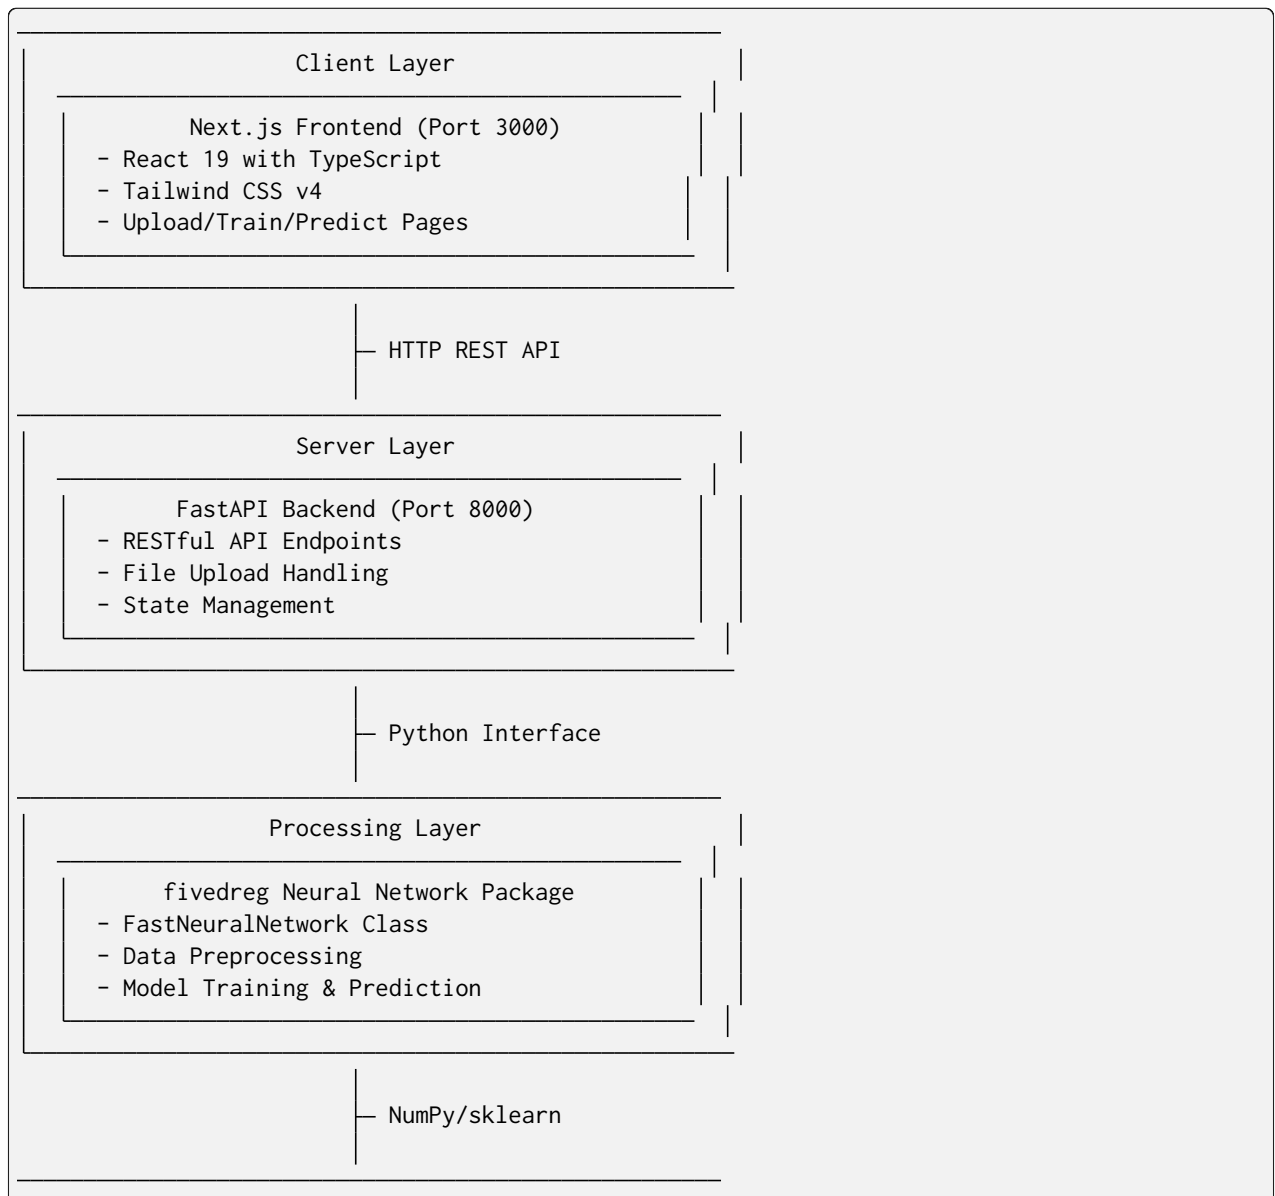 Client Layer
Next.js Frontend (Port 3000)
- React 19 with TypeScript
- Tailwind CSS v4
- Upload/Train/Predict Pages
HTTP REST API
Server Layer
FastAPI Backend (Port 8000)
- RESTful API Endpoints
- File Upload Handling
- State Management
Python Interface
Processing Layer
fivedreg Neural Network Package
- FastNeuralNetwork Class
- Data Preprocessing
- Model Training & Prediction
NumPy/sklearn